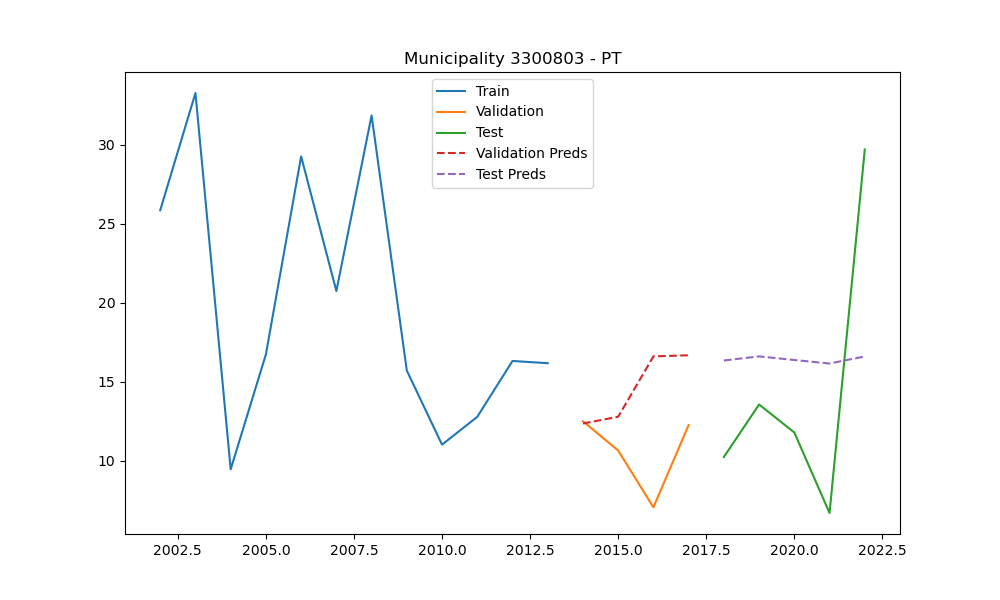 Municipality 3300803 - PT
Train
Validation
Test
Validation Preds
Test Preds
30
25
20
15
10
2002.5 2005.0 2007.5 2010.0 2012.5 2015.0 2017.5 2020.0 2022.5